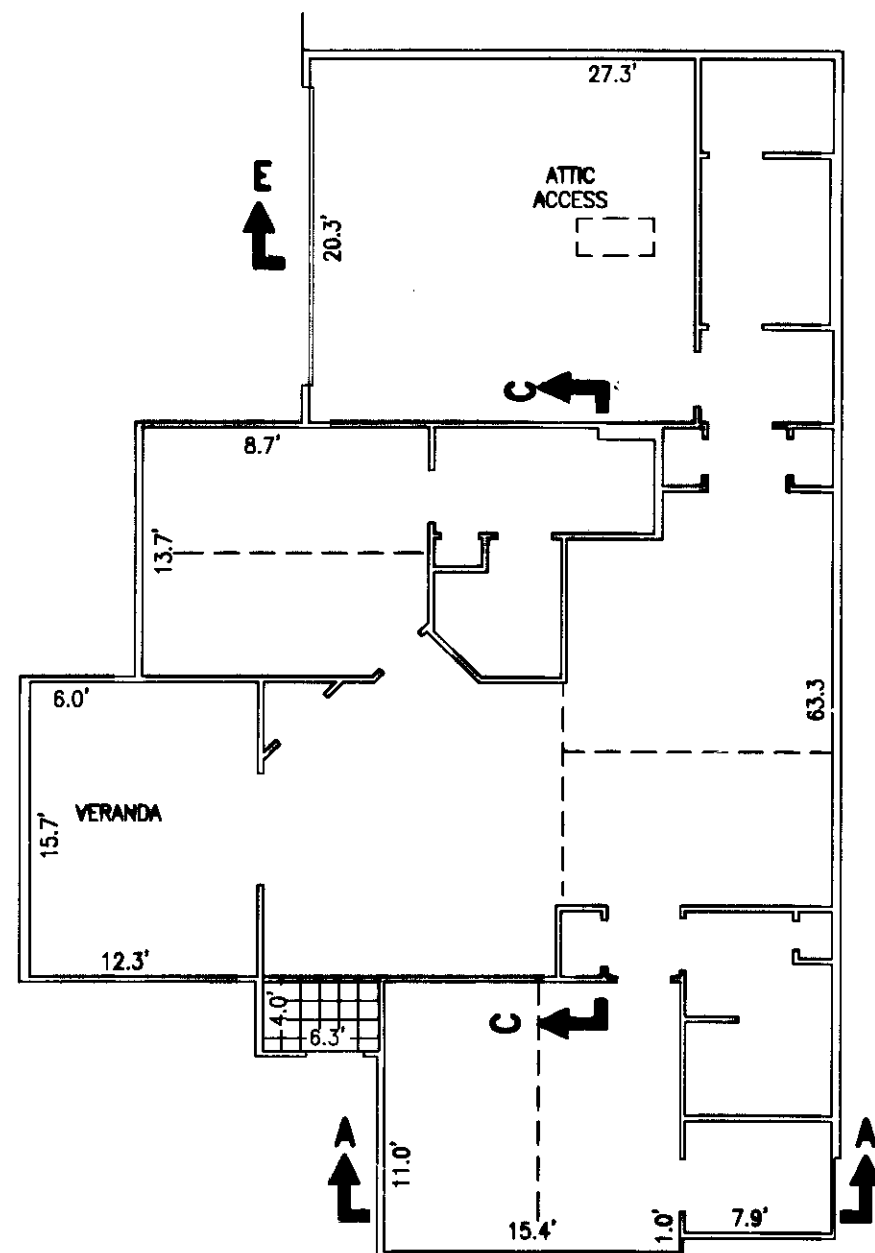 27.3'
ATTIC
ACCESS
E
20.3'
C
8.7'
13.7'
6.0'
63.3
VERANDA
15.7'
12.3'
4.0'
6.3'
C
A
A
11.0'
15.4'
1.0'
7.9'